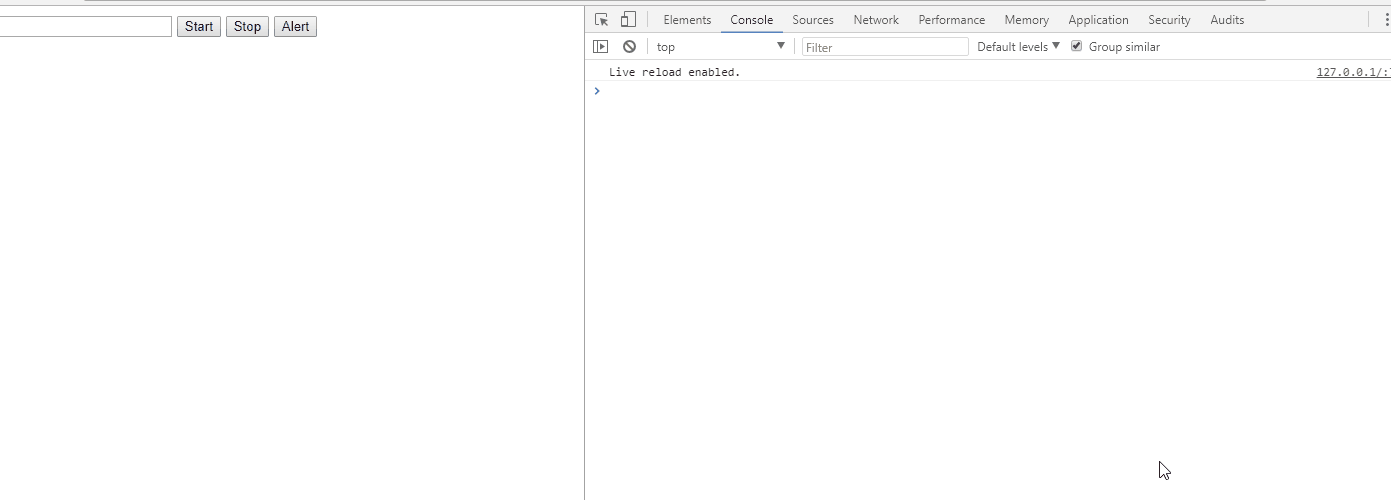 Start Stop Alert
Elements Console Sources Network Performance Memory Application Security Audits
top Filter Default levels Group similar
Live reload enabled. 127.0.0.1/: